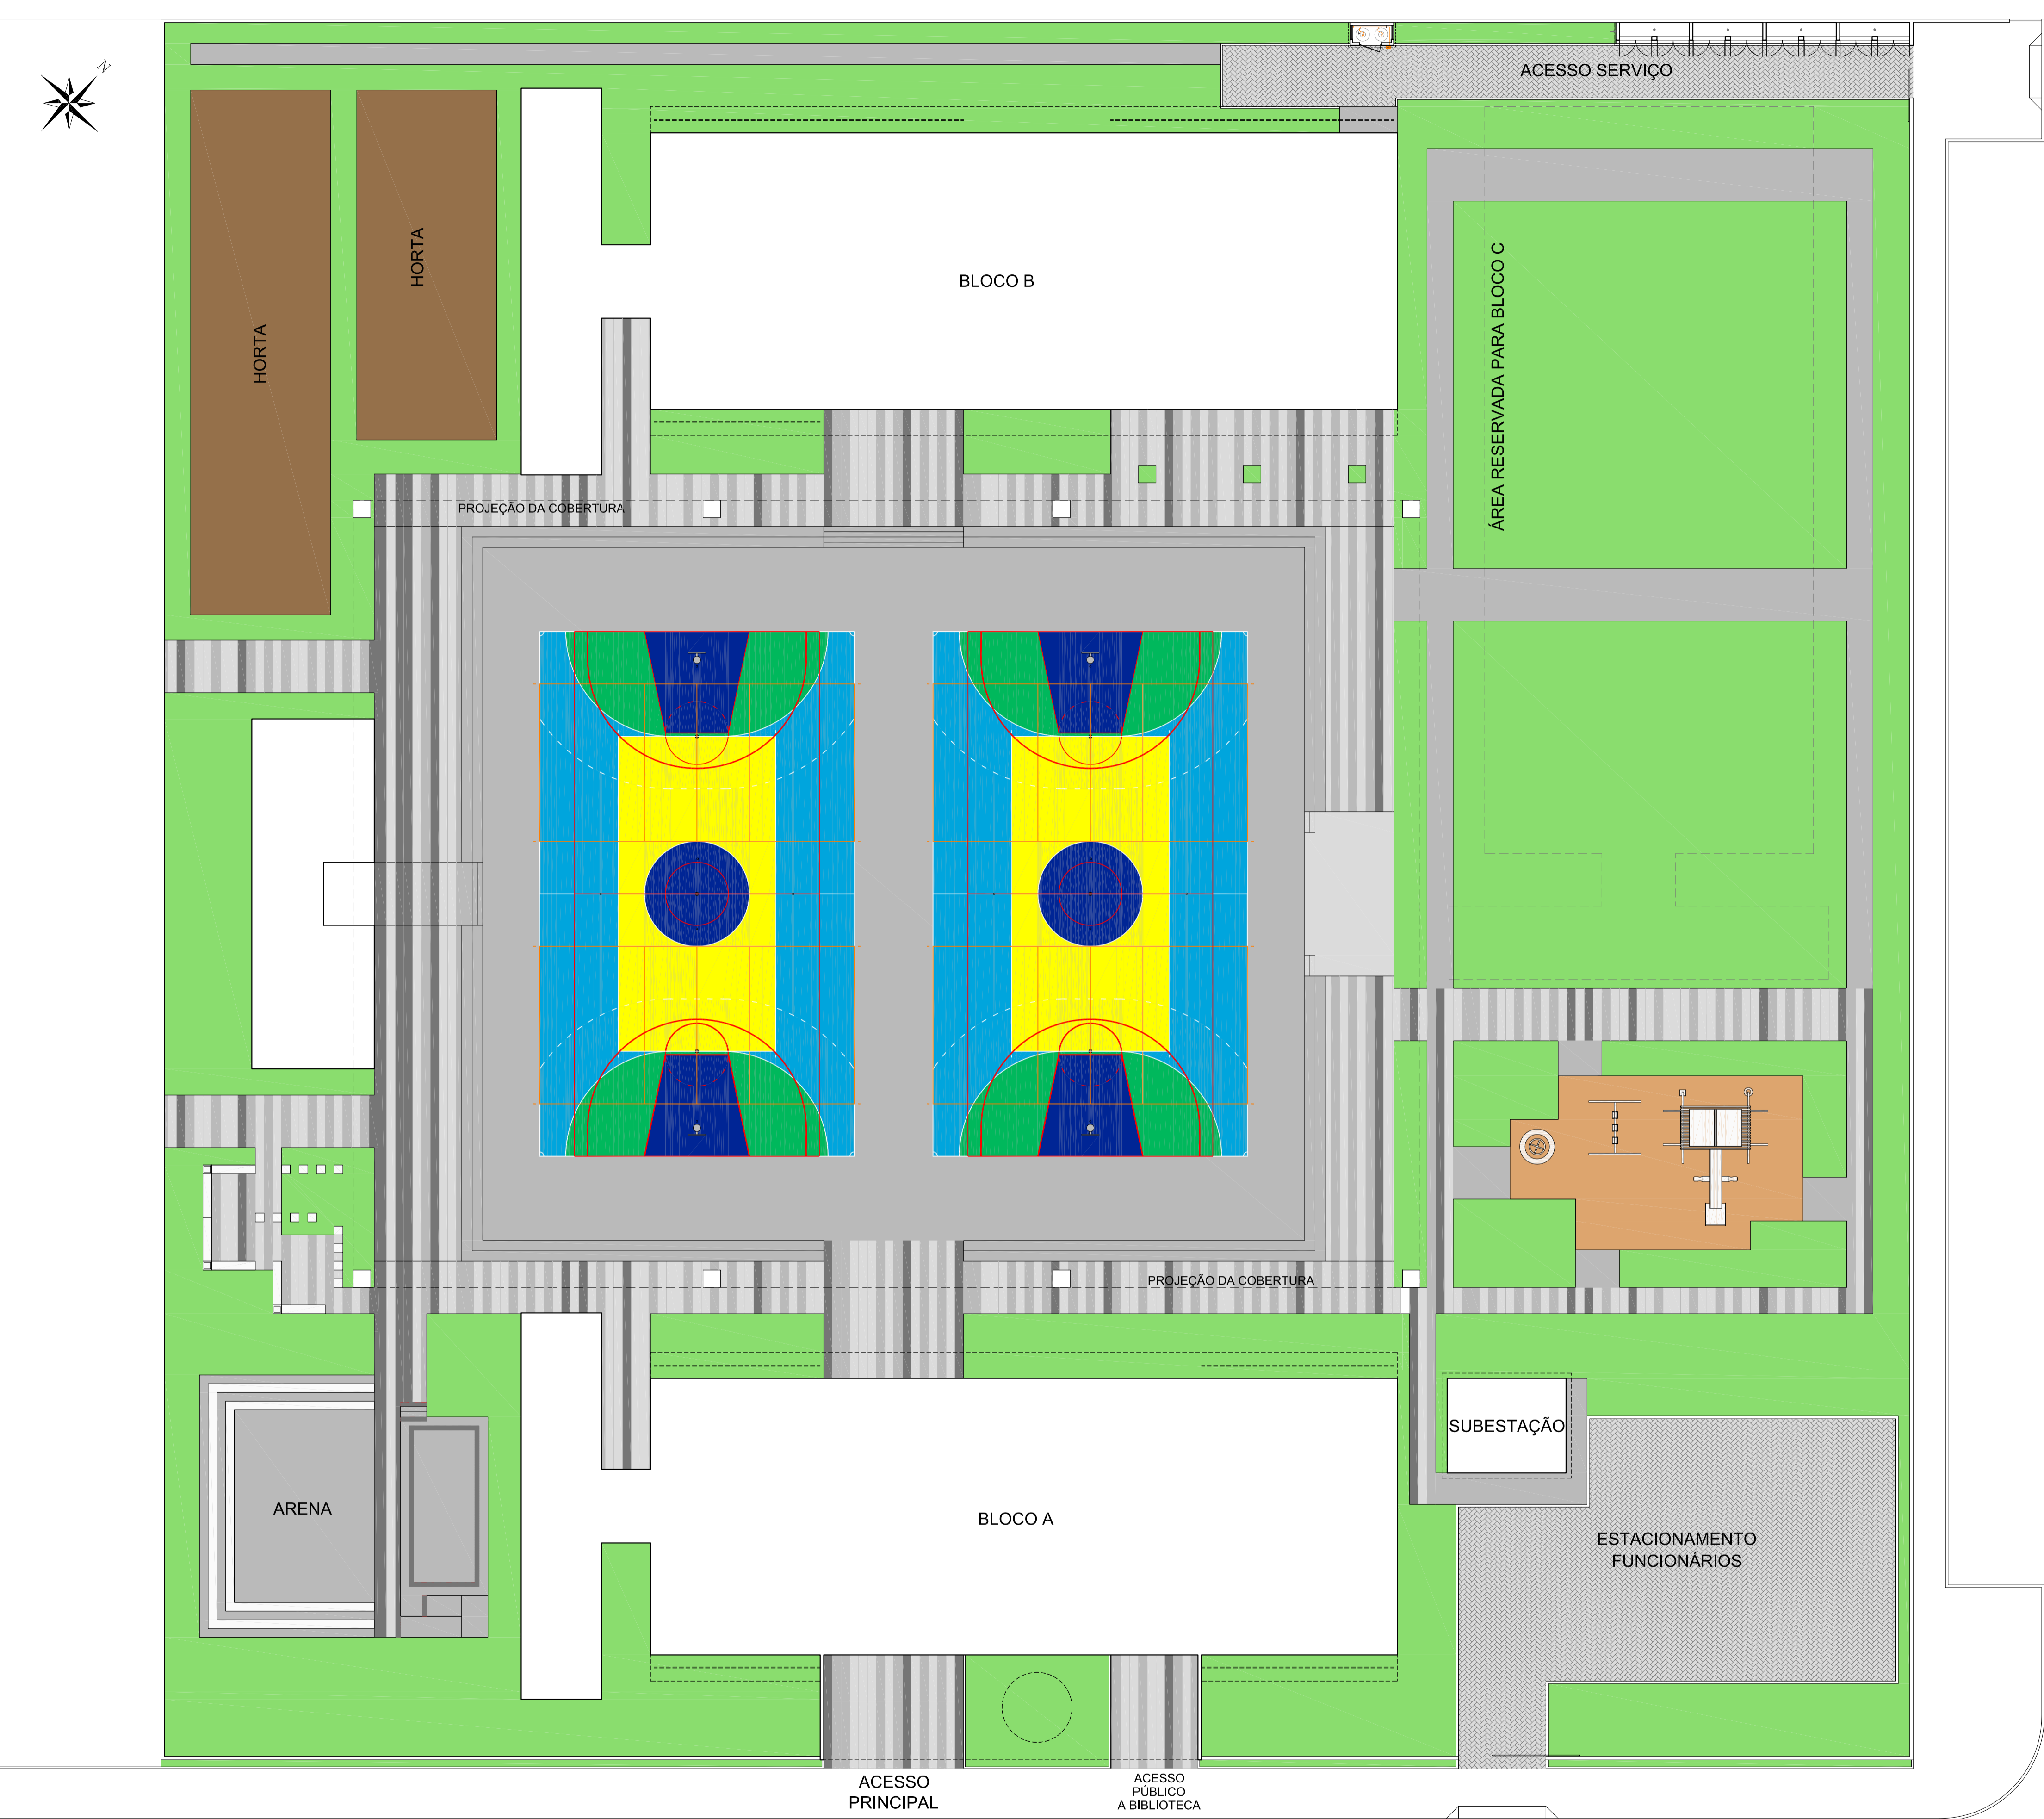 N
ACESSO SERVIÇO
HORTA
HORTA
BLOCO B
ÁREA RESERVADA PARA BLOCO C
PROJEÇÃO DA COBERTURA
PROJEÇÃO DA COBERTURA
SUBESTAÇÃO
ARENA
BLOCO A
ESTACIONAMENTO
FUNCIONÁRIOS
ACESSO
PRINCIPAL
ACESSO
PÚBLICO
A BIBLIOTECA